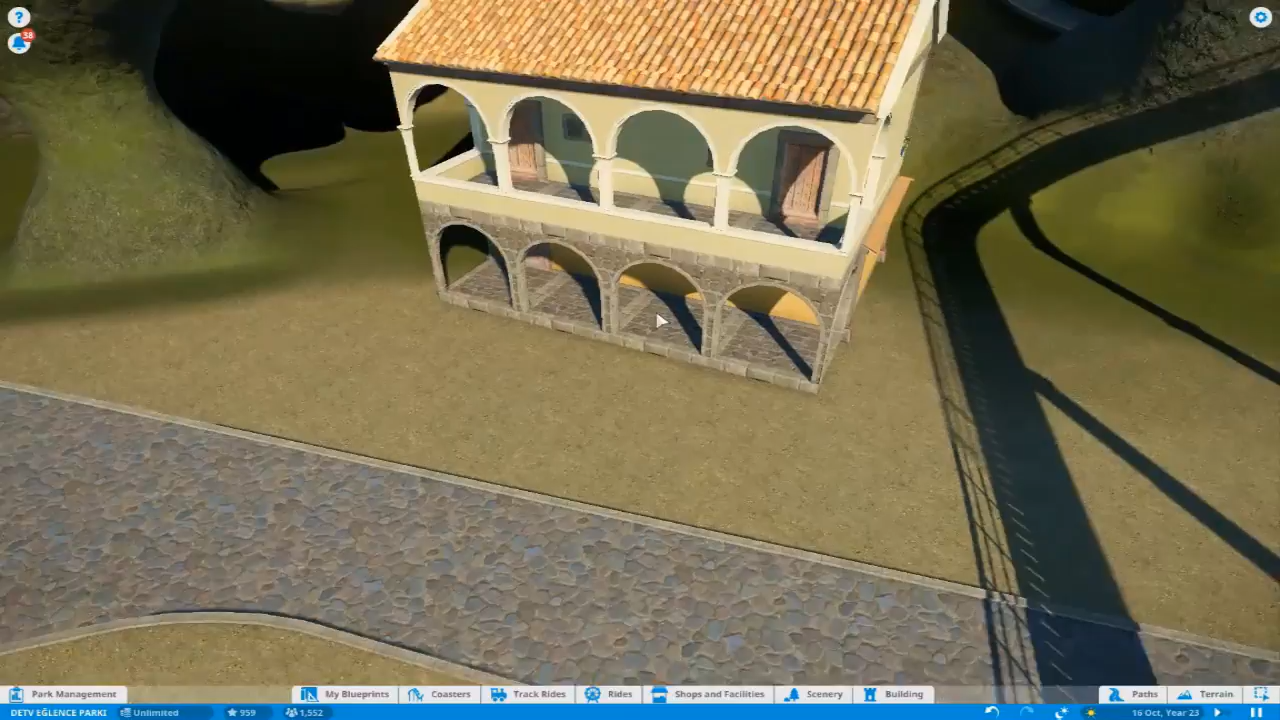 ?
38
Park Management
My Blueprints
Coasters
Track Rides
Rides
Shops and Facilities
Scenery
Building
Paths
Terrain
DETV EĞLENCE PARKI
Unlimited
959
1,552
16 Oct, Year 23